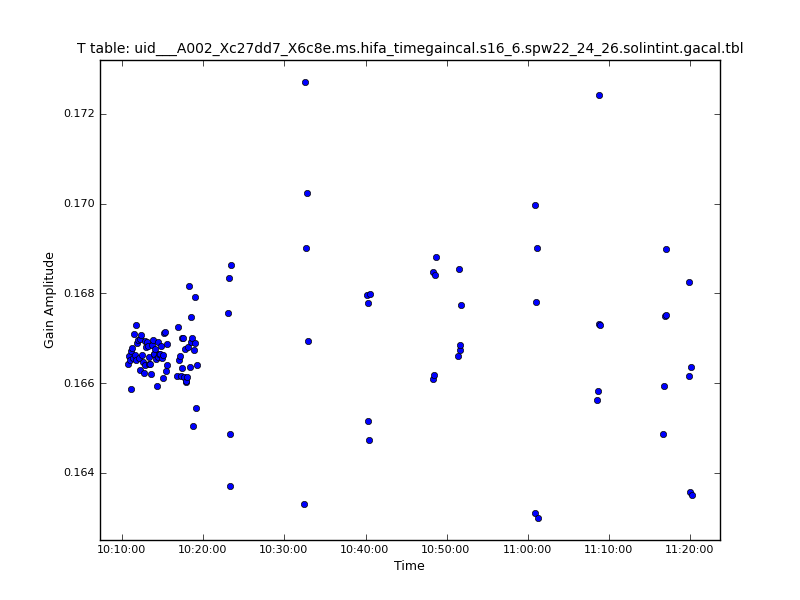 T table: uid___A002_Xc27dd7_X6c8e.ms.hifa_timegaincal.s16_6.spw22_24_26.solintint.gacal.tbl
0.172
0.170
0.168
0.166
0.164
Gain Amplitude
10:10:00 10:20:00 10:30:00 10:40:00 10:50:00 11:00:00 11:10:00 11:20:00
Time